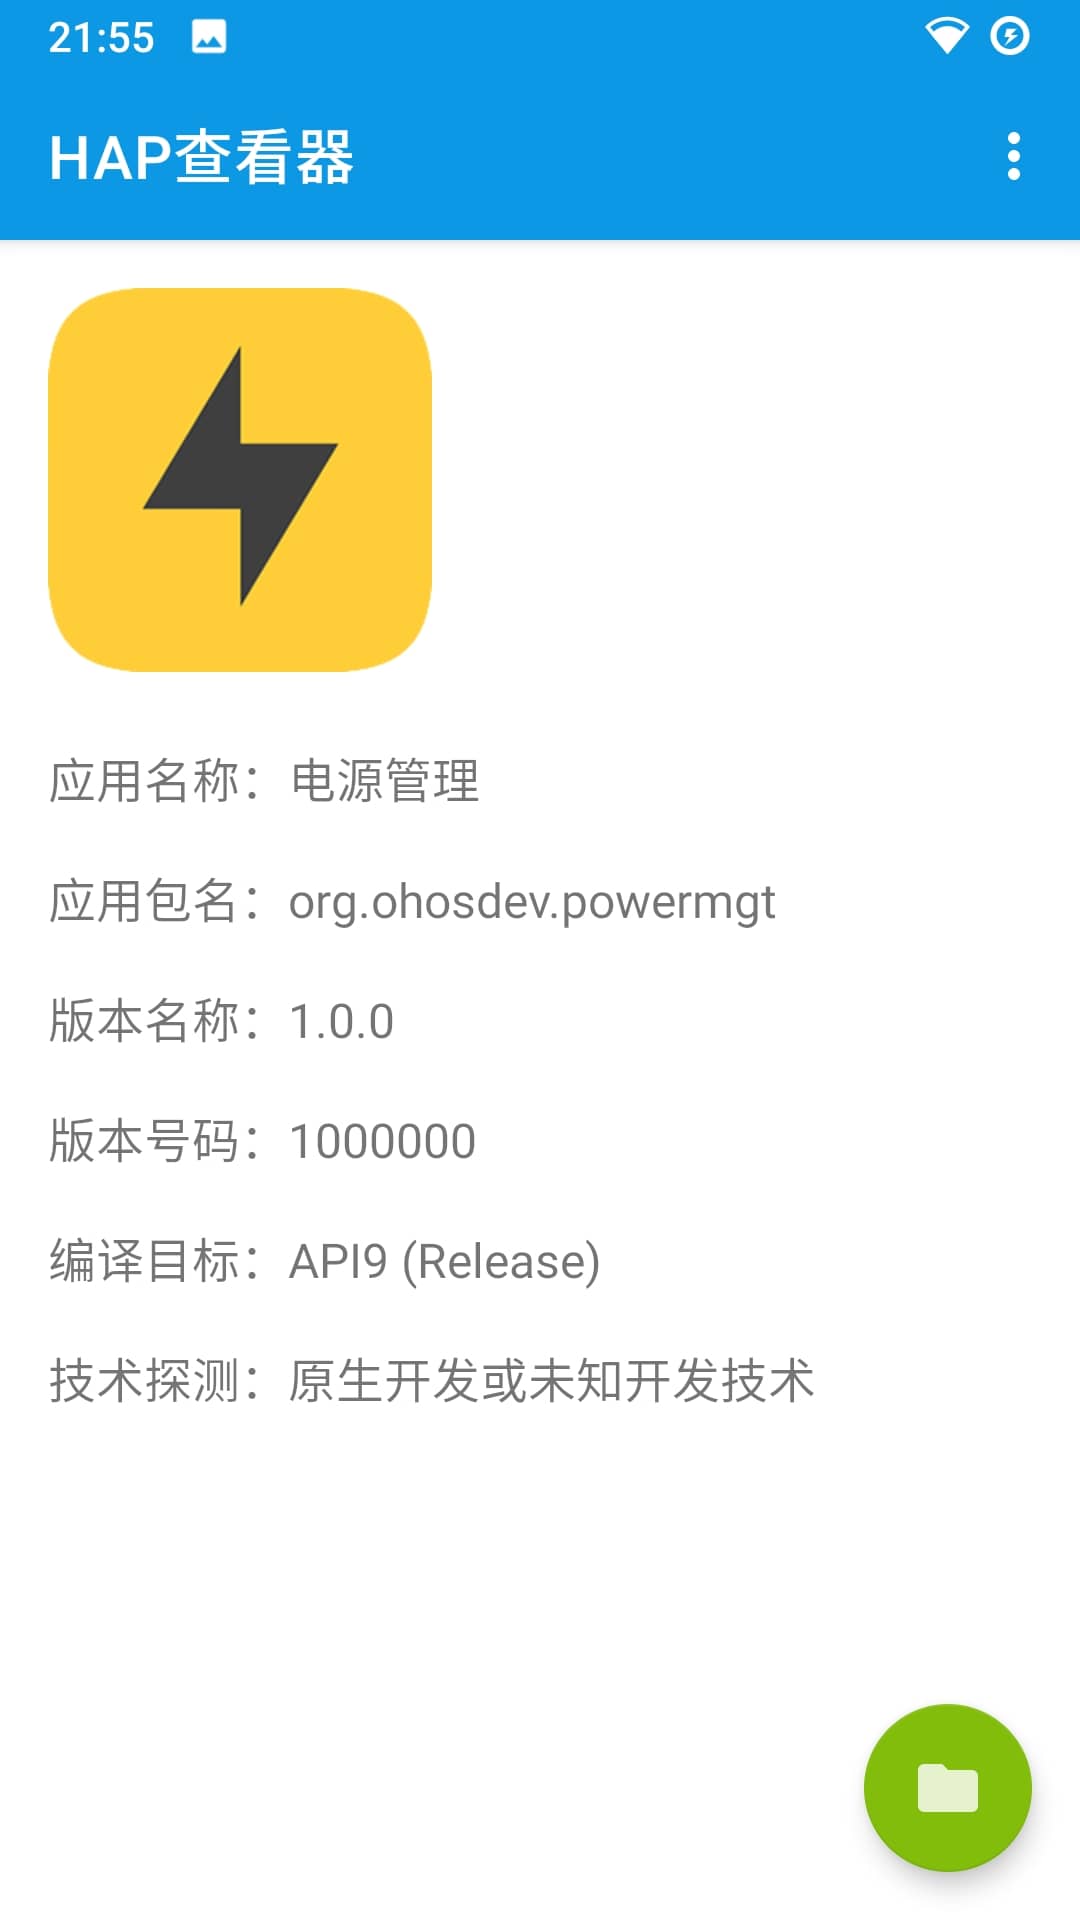 21:55
HAP查看器
应用名称：电源管理
应用包名：org.ohosdev.powermgt
版本名称：1.0.0
版本号码：1000000
编译目标：API9 (Release)
技术探测：原生开发或未知开发技术